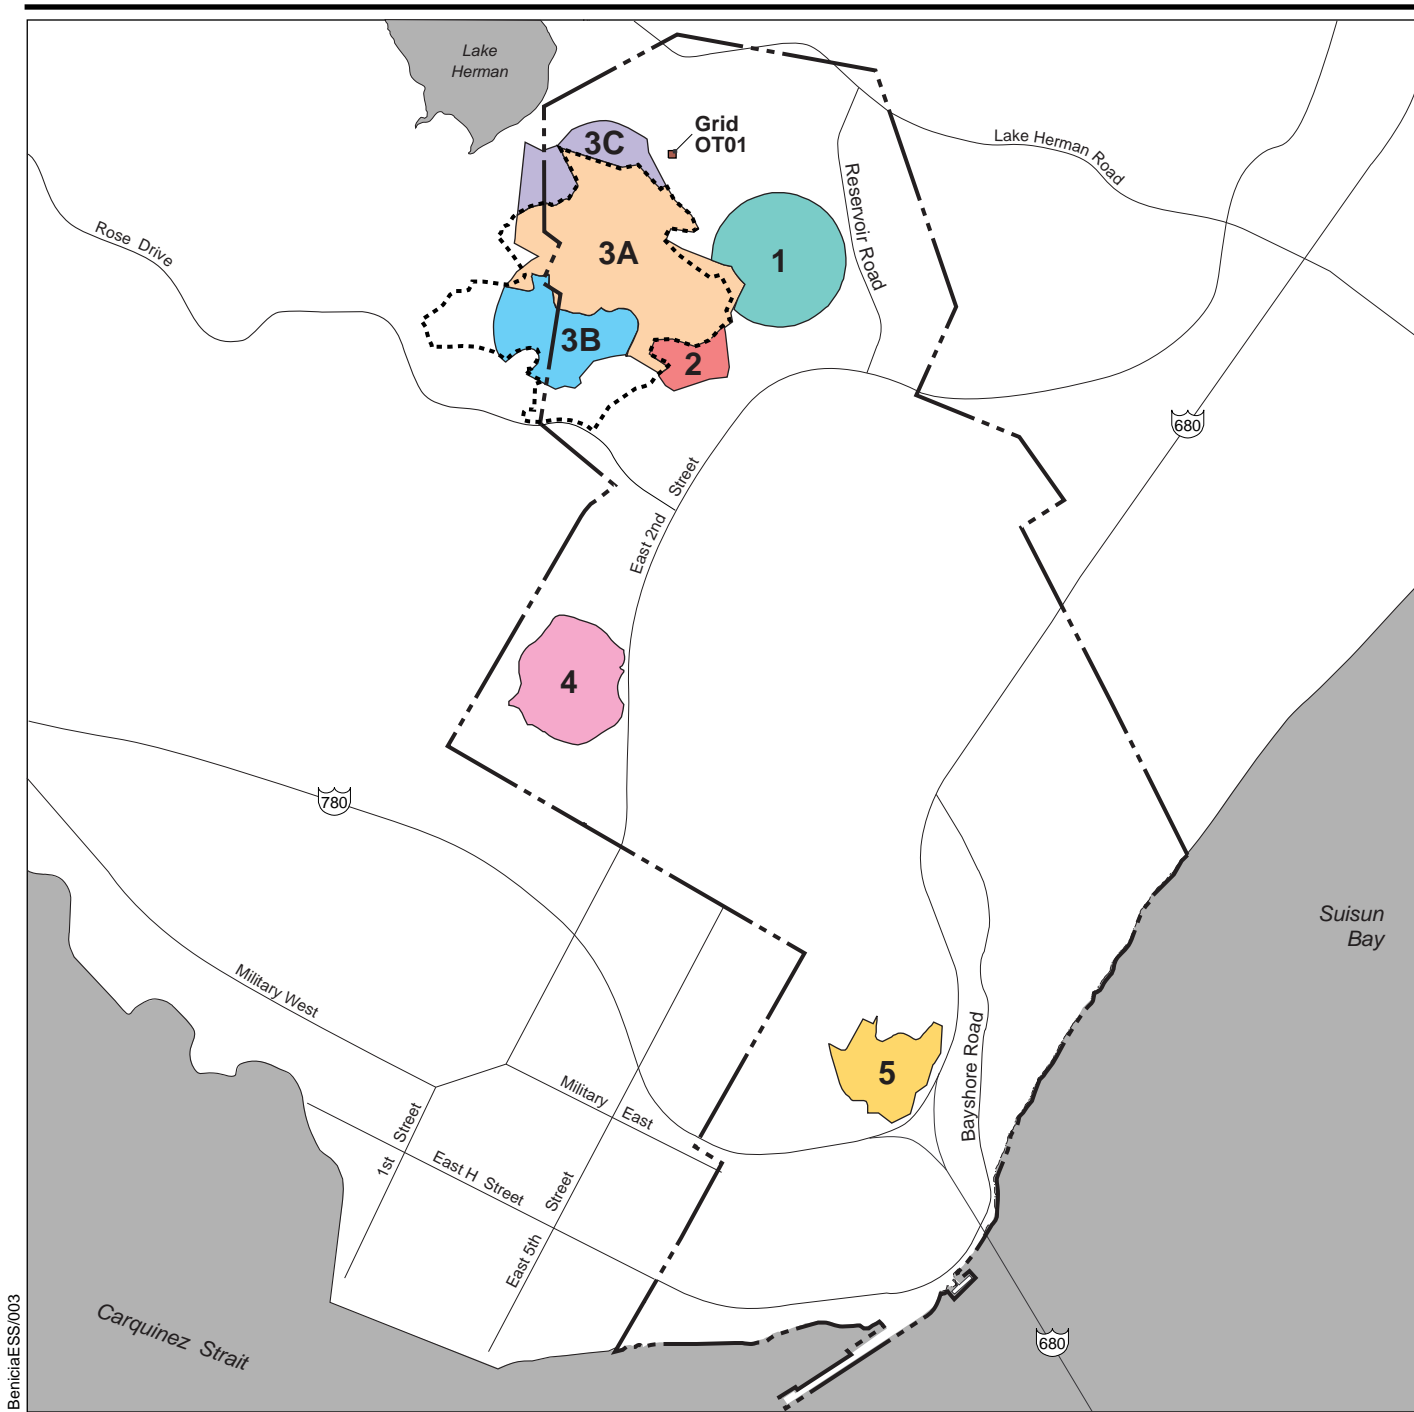 Lake
Herman
3C
Grid
OT01
Lake Herman Road
Reservoir Road
Rose Drive
3A
1
3B
2
680
East 2nd Street
4
780
Suisun
Bay
Military West
5
Bayshore Road
Military East
1st Street
East H Street
East 5th Street
Carquinez Strait
680
BeniciaESS/003